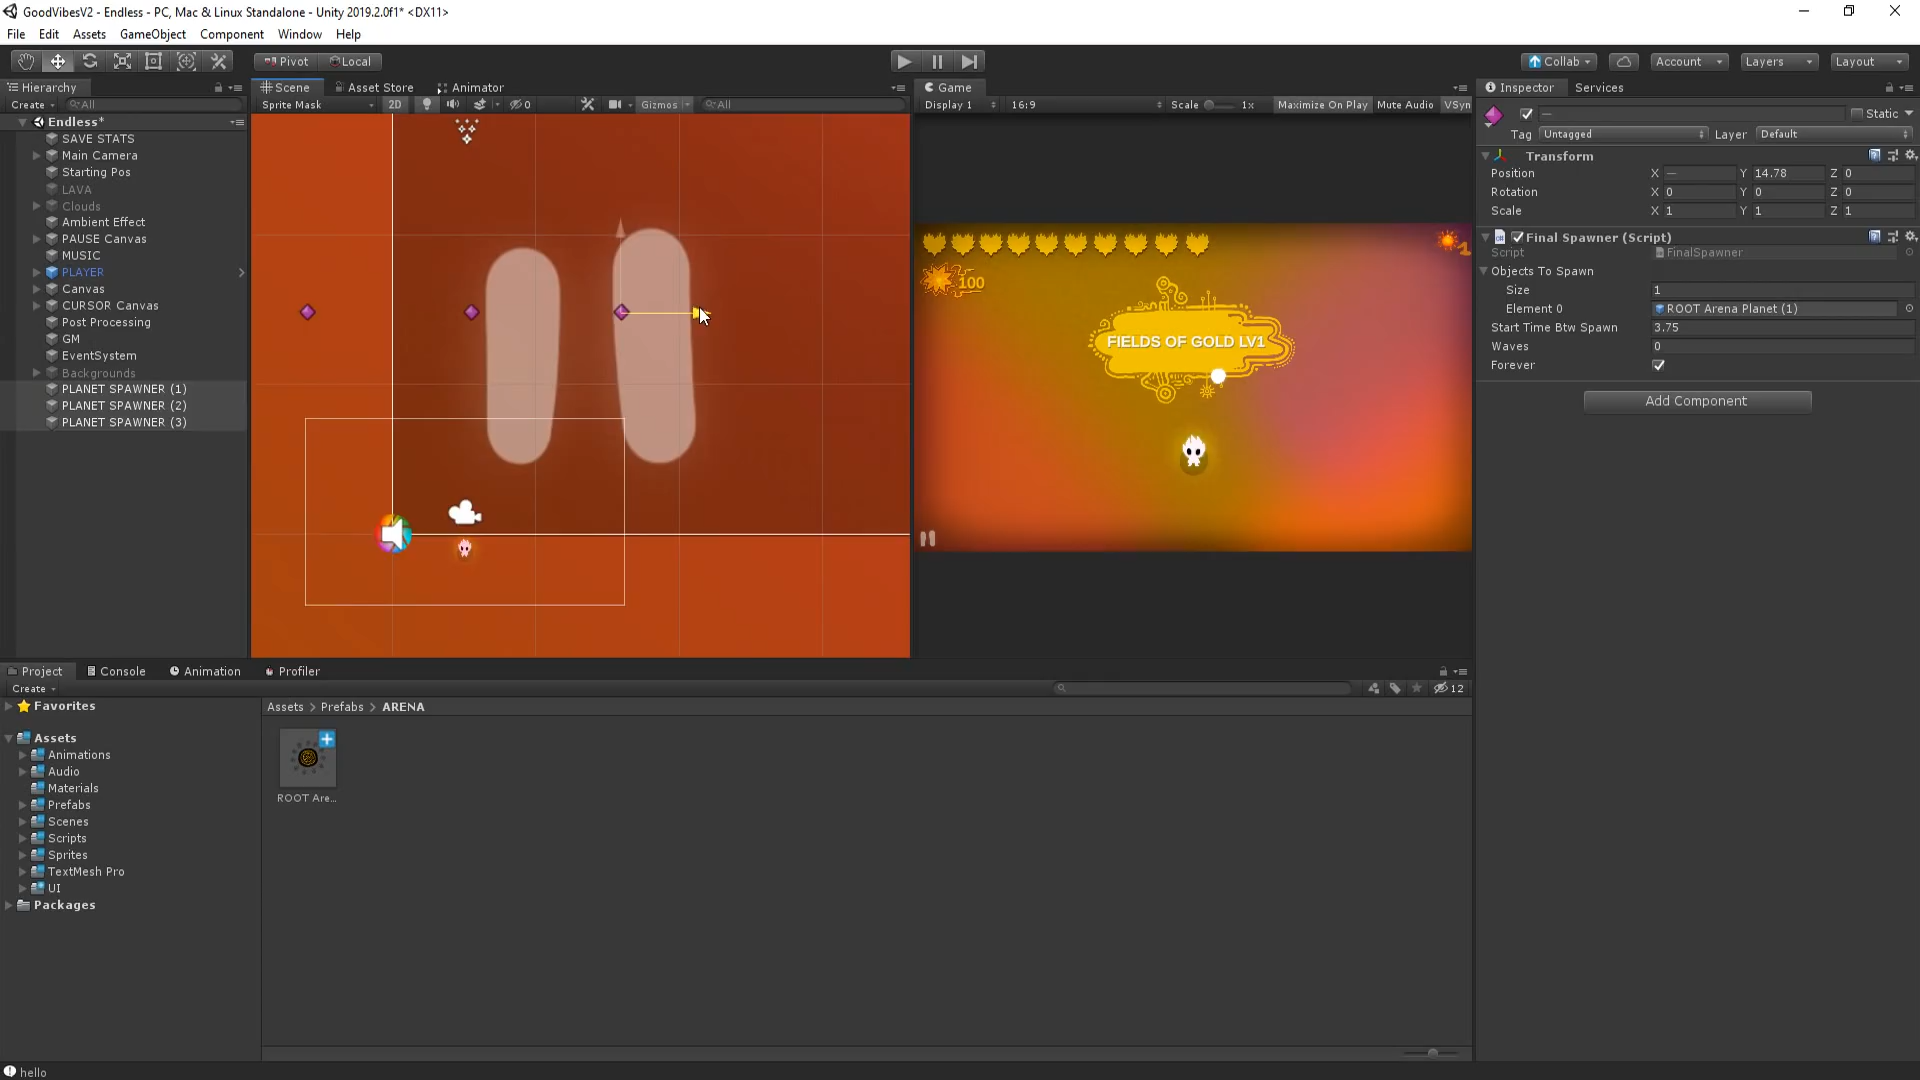 GoodVibesV2 - Endless - PC, Mac & Linux Standalone - Unity 2019.2.0f1* <DX11>
File Edit Assets GameObject Component Window Help
Pivot Local Collab Account Layers Layout
Hierarchy
Create All
Endless*
SAVE STATS
Main Camera
Starting Pos
LAVA
Clouds
Ambient Effect
PAUSE Canvas
MUSIC
PLAYER
Canvas
CURSOR Canvas
Post Processing
GM
EventSystem
Backgrounds
PLANET SPAWNER (1)
PLANET SPAWNER (2)
PLANET SPAWNER (3)
Scene Asset Store Animator
Sprite Mask 2D 0 Gizmos All
Game
Display 1 16:9 Scale 1x Maximize On Play Mute Audio VSyn
100
1
FIELDS OF GOLD LV1
Inspector Services
— Static
Tag Untagged Layer Default
Transform
Position X — Y 14.78 Z 0
Rotation X 0 Y 0 Z 0
Scale X 1 Y 1 Z 1
Final Spawner (Script)
Script FinalSpawner
Objects To Spawn
Size 1
Element 0 ROOT Arena Planet (1)
Start Time Btw Spawn 3.75
Waves 0
Forever
Add Component
Project Console Animation Profiler
Create 12
Favorites
Assets
Animations
Audio
Materials
Prefabs
Scenes
Scripts
Sprites
TextMesh Pro
UI
Packages
Assets > Prefabs > ARENA
ROOT Are...
hello